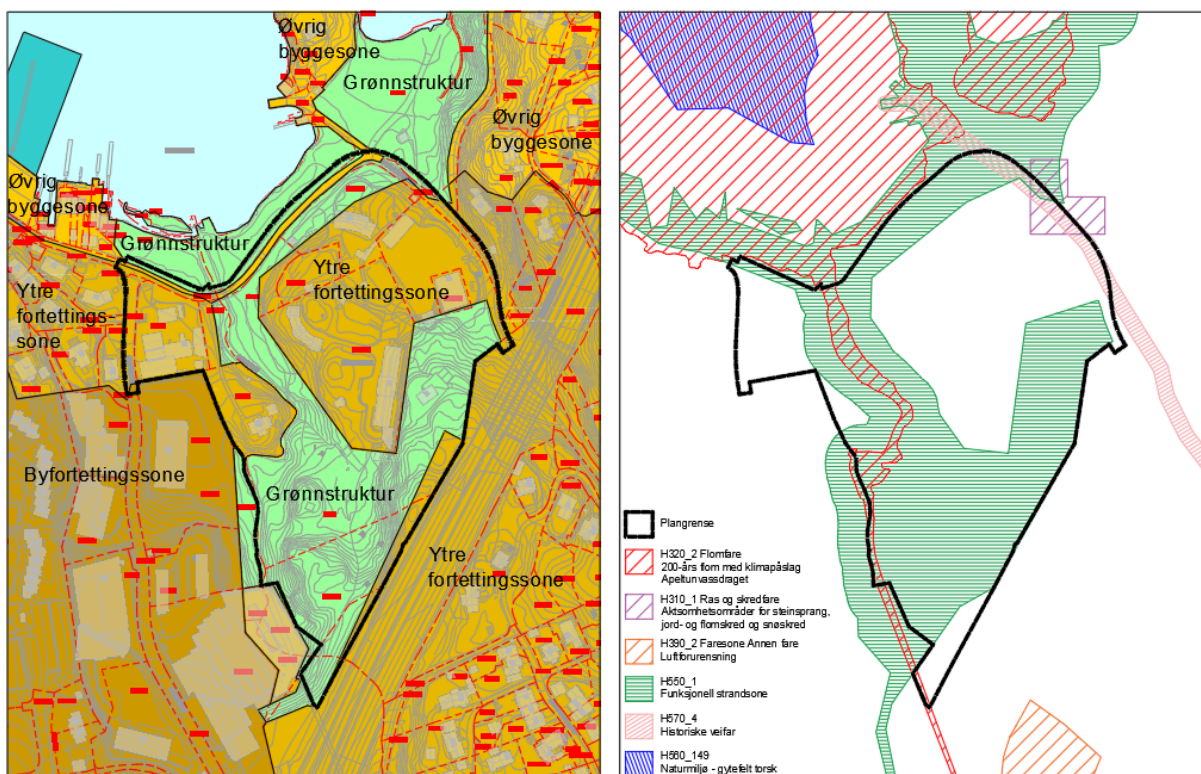 Øvrig
byggesone
Grønnstruktur
Øvrig
byggesone
Øvrig
byggesone
Grønnstruktur
Ytre
fortettingssone
Ytre
fortettings-
sone
Byfortettingssone
Grønnstruktur
Ytre
fortettingssone
Plangrense
H320_2 Flomfare
200-års flom med klimapåslag
Apeltunvassdraget
H310_1 Ras og skredfare
Aktsomhetsområder for steinsprang,
jord- og flomskred og snøskred
H390_2 Faresone Annen fare
Luftforurensning
H550_1
Funksjonell strandsone
H570_4
Historiske veifar
H560_149
Naturmiljø - gytefelt torsk